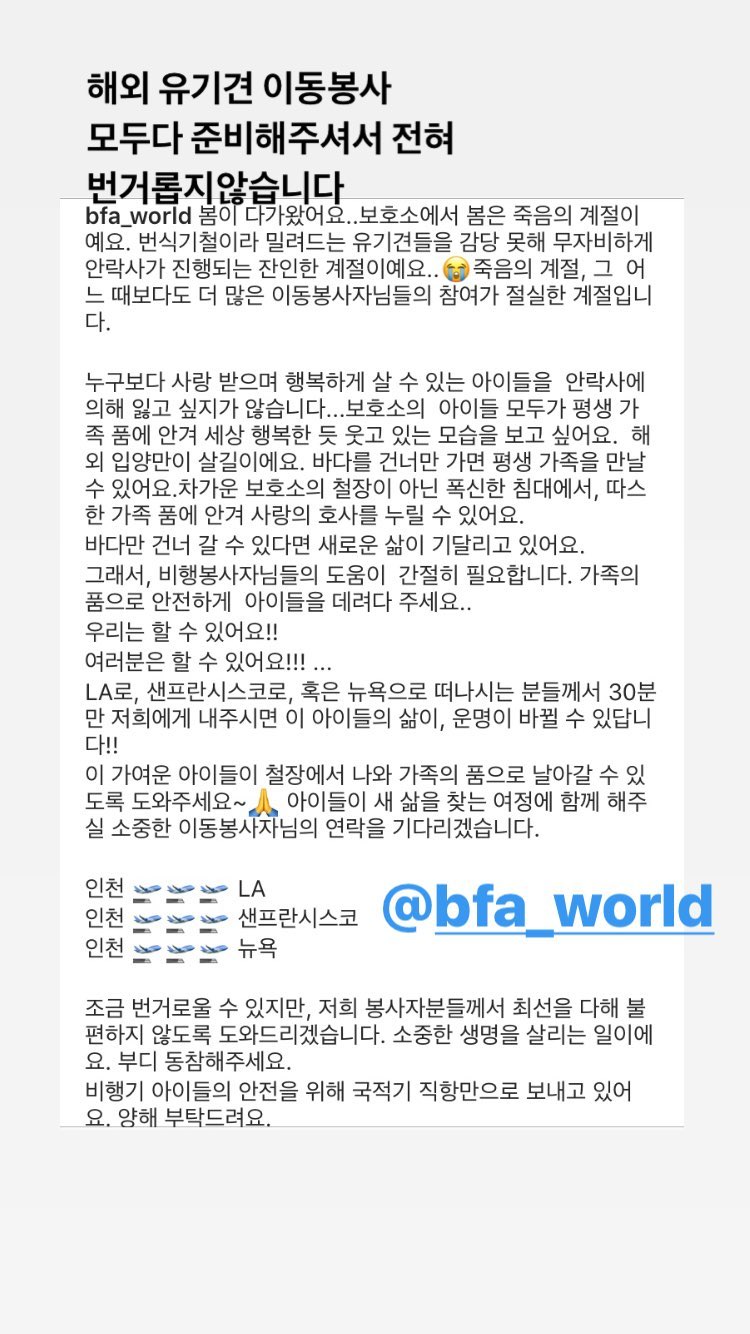 해외 유기견 이동봉사
모두다 준비해주셔서 전혀
번거롭지않습니다
bfa_world 봄이 다가왔어요..보호소에서 봄은 죽음의 계절이
예요. 번식기철이라 밀려드는 유기견들을 감당 못해 무자비하게
안락사가 진행되는 잔인한 계절이예요..😭죽음의 계절, 그 어
느 때보다도 더 많은 이동봉사자님들의 참여가 절실한 계절입니
다.
누구보다 사랑 받으며 행복하게 살 수 있는 아이들을 안락사에
의해 잃고 싶지가 않습니다...보호소의 아이들 모두가 평생 가
족 품에 안겨 세상 행복한 듯 웃고 있는 모습을 보고 싶어요. 해
외 입양만이 살길이에요. 바다를 건너만 가면 평생 가족을 만날
수 있어요.차가운 보호소의 철장이 아닌 폭신한 침대에서, 따스
한 가족 품에 안겨 사랑의 호사를 누릴 수 있어요.
바다만 건너 갈 수 있다면 새로운 삶이 기달리고 있어요.
그래서, 비행봉사자님들의 도움이 간절히 필요합니다. 가족의
품으로 안전하게 아이들을 데려다 주세요..
우리는 할 수 있어요!!
여러분은 할 수 있어요!!! ...
LA로, 샌프란시스코로, 혹은 뉴욕으로 떠나시는 분들께서 30분
만 저희에게 내주시면 이 아이들의 삶이, 운명이 바뀔 수 있답니
다!!
이 가여운 아이들이 철장에서 나와 가족의 품으로 날아갈 수 있
도록 도와주세요~🙏 아이들이 새 삶을 찾는 여정에 함께 해주
실 소중한 이동봉사자님의 연락을 기다리겠습니다.
인천 🛫🛫🛫 LA
인천 🛫🛫🛫 샌프란시스코 @bfa_world
인천 🛫🛫🛫 뉴욕
조금 번거로울 수 있지만, 저희 봉사자분들께서 최선을 다해 불
편하지 않도록 도와드리겠습니다. 소중한 생명을 살리는 일이에
요. 부디 동참해주세요.
비행기 아이들의 안전을 위해 국적기 직항만으로 보내고 있어
요. 양해 부탁드려요.